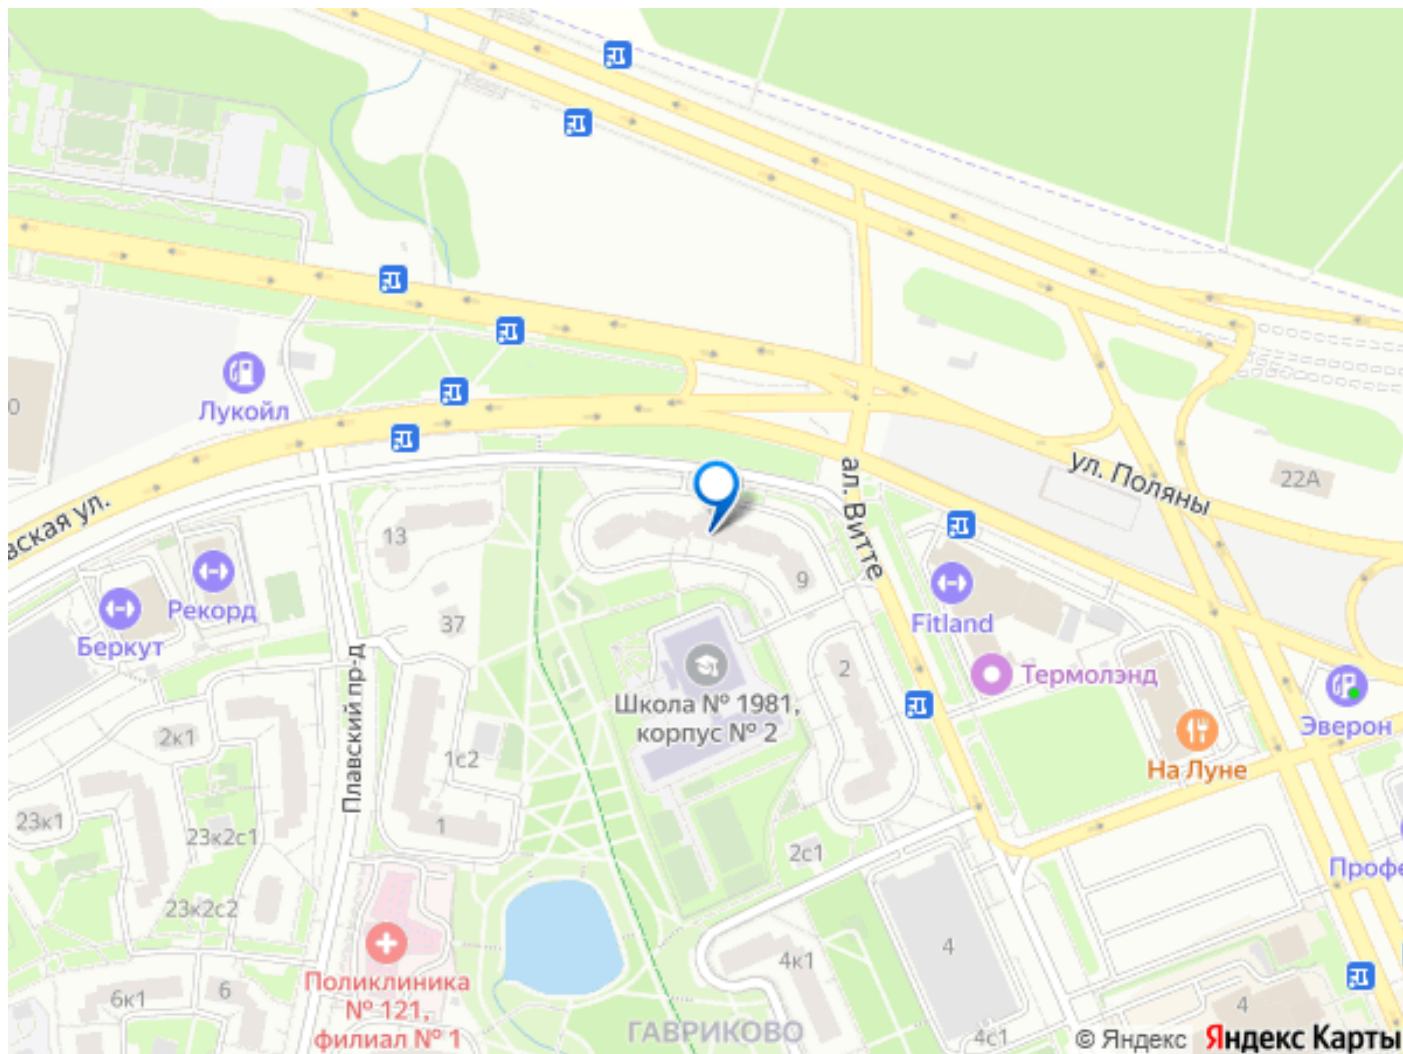 Лукойл
0
вская ул.
ул. Поляны
22А
ал. Витте
13
9
Рекорд
Беркут
Fitland
37
Плавский пр-д
2
Термолэнд
Школа № 1981,
корпус № 2
Эверон
2к1
1с2
На Луне
23к1
23к2с1
1
2с1
Профе
23к2с2
4
4к1
Поликлиника
№ 121,
филиал № 1
6к1
6
4
ГАВРИКОВО
4с1
© Яндекс Яндекс Карты